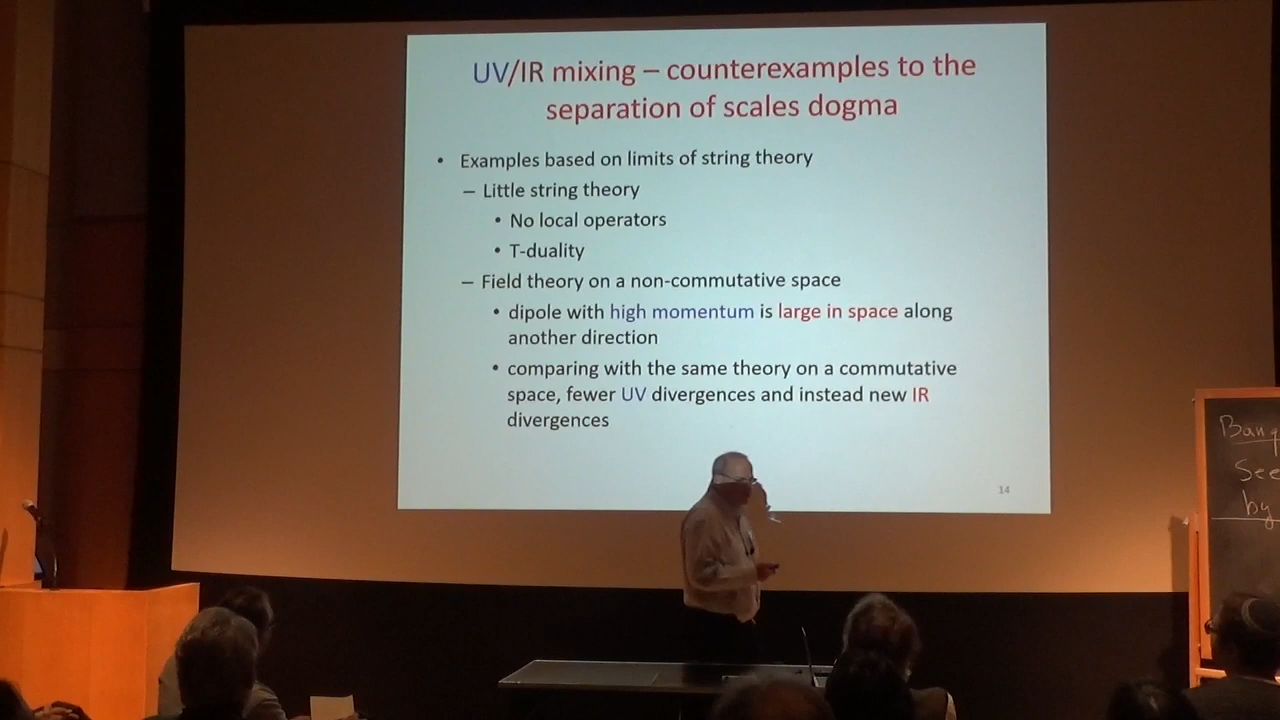 UV/IR mixing – counterexamples to the
separation of scales dogma
• Examples based on limits of string theory
– Little string theory
• No local operators
• T-duality
– Field theory on a non-commutative space
• dipole with high momentum is large in space along
another direction
• comparing with the same theory on a commutative
space, fewer UV divergences and instead new IR
divergences
14
See
by